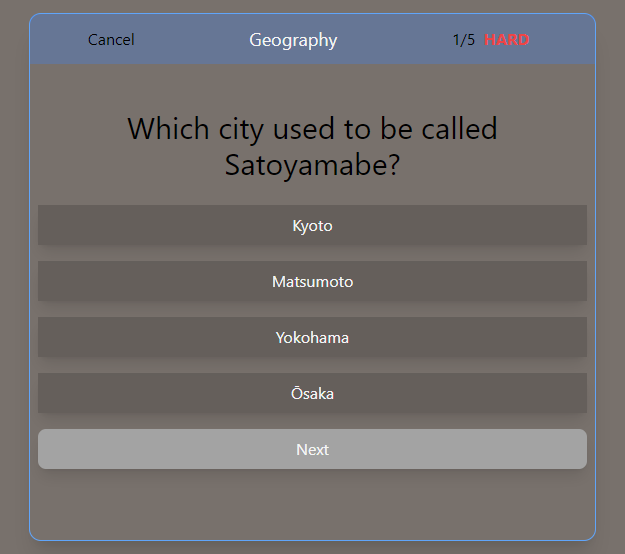 Cancel Geography 1/5 HARD
Which city used to be called
Satoyamabe?
Kyoto
Matsumoto
Yokohama
Ōsaka
Next